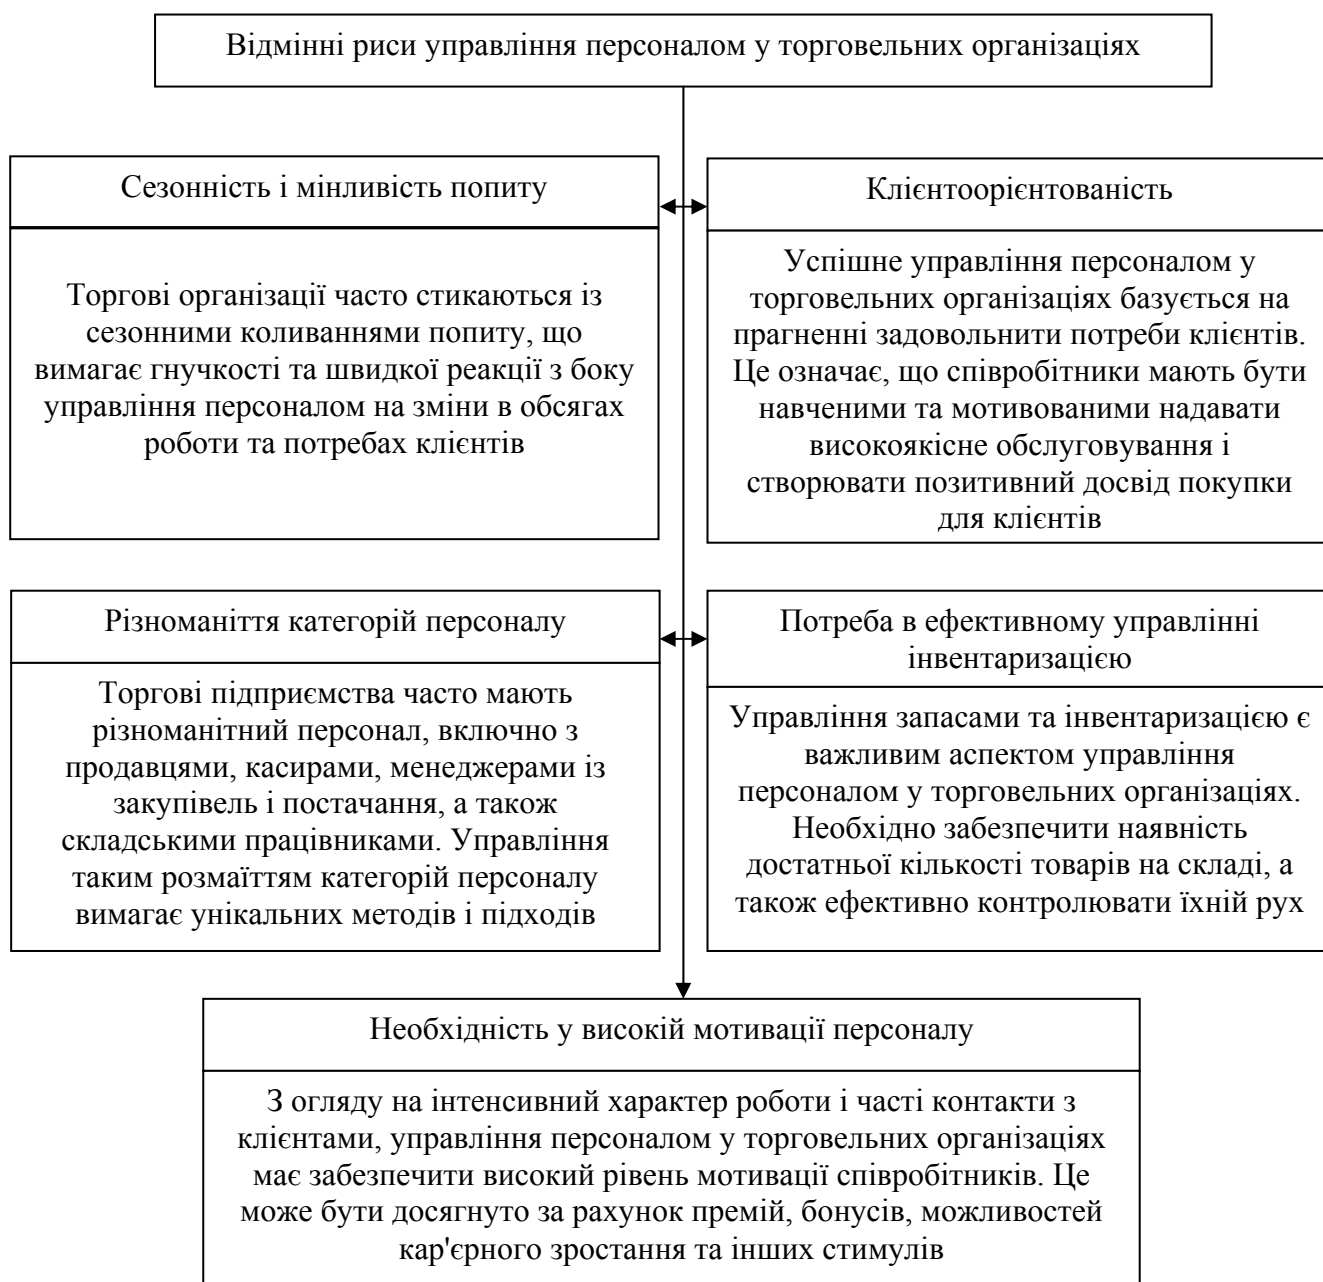 Відмінні риси управління персоналом у торговельних організаціях
Сезонність і мінливість попиту
Торгові організації часто стикаються із
сезонними коливаннями попиту, що
вимагає гнучкості та швидкої реакції з боку
управління персоналом на зміни в обсягах
роботи та потребах клієнтів
Клієнтоорієнтованість
Успішне управління персоналом у
торговельних організаціях базується на
прагненні задовольнити потреби клієнтів.
Це означає, що співробітники мають бути
навченими та мотивованими надавати
високоякісне обслуговування і
створювати позитивний досвід покупки
для клієнтів
Різноманіття категорій персоналу
Торгові підприємства часто мають
різноманітний персонал, включно з
продавцями, касирами, менеджерами із
закупівель і постачання, а також
складськими працівниками. Управління
таким розмаїттям категорій персоналу
вимагає унікальних методів і підходів
Потреба в ефективному управлінні
інвентаризацією
Управління запасами та інвентаризацією є
важливим аспектом управління
персоналом у торговельних організаціях.
Необхідно забезпечити наявність
достатньої кількості товарів на складі, а
також ефективно контролювати їхній рух
Необхідність у високій мотивації персоналу
З огляду на інтенсивний характер роботи і часті контакти з
клієнтами, управління персоналом у торговельних організаціях
має забезпечити високий рівень мотивації співробітників. Це
може бути досягнуто за рахунок премій, бонусів, можливостей
кар'єрного зростання та інших стимулів